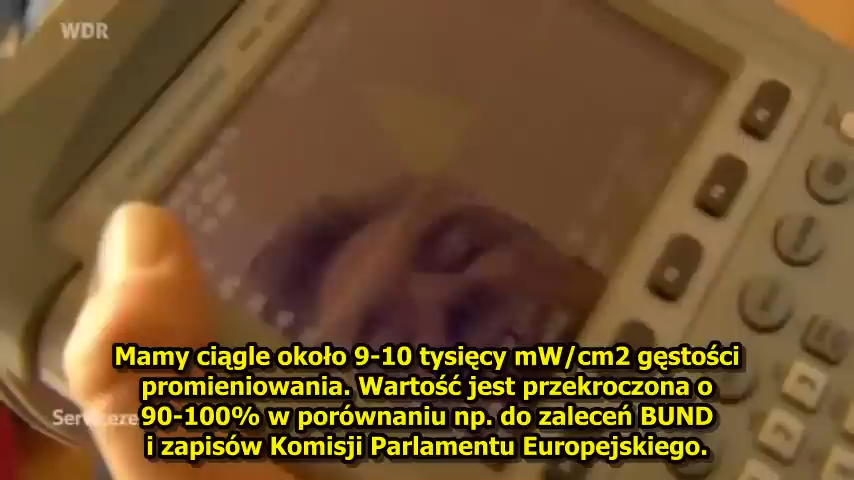 WDR
Mamy ciągle około 9-10 tysięcy mW/cm2 gęstości
promieniowania. Wartość jest przekroczona o
90-100% w porównaniu np. do zaleceń BUND
i zapisów Komisji Parlamentu Europejskiego.